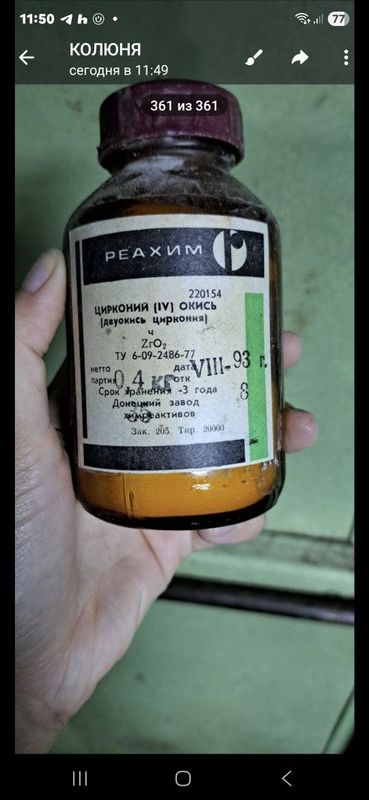 11:50
77
КОЛЮНЯ
сегодня в 11:49
361 из 361
РЕАХИМ
220154
ЦИРКОНИЙ (IV) ОКИСЬ
(двуокись циркония)
ч
ZrO₂
ТУ 6-09-2486-77
нетто 0,4 кг дата VIII-93 г.
партия 35 отк 8
Срок хранения -3 года
Донецкий завод
химреактивов
Зак. 205. Тир. 20000